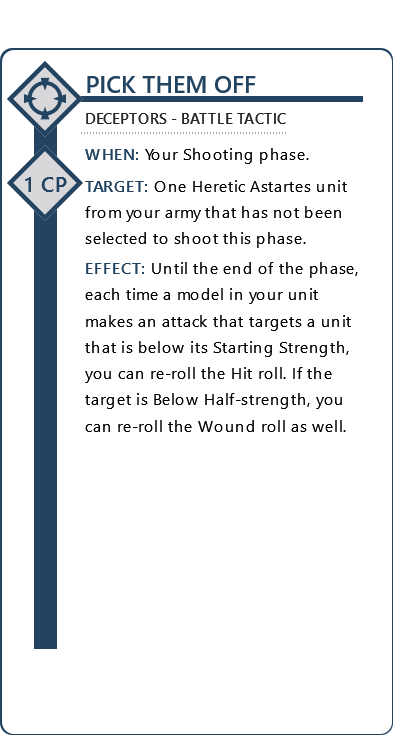 PICK THEM OFF
DECEPTORS - BATTLE TACTIC
WHEN: Your Shooting phase.
1 CP
TARGET: One Heretic Astartes unit
from your army that has not been
selected to shoot this phase.
EFFECT: Until the end of the phase,
each time a model in your unit
makes an attack that targets a unit
that is below its Starting Strength,
you can re-roll the Hit roll. If the
target is Below Half-strength, you
can re-roll the Wound roll as well.